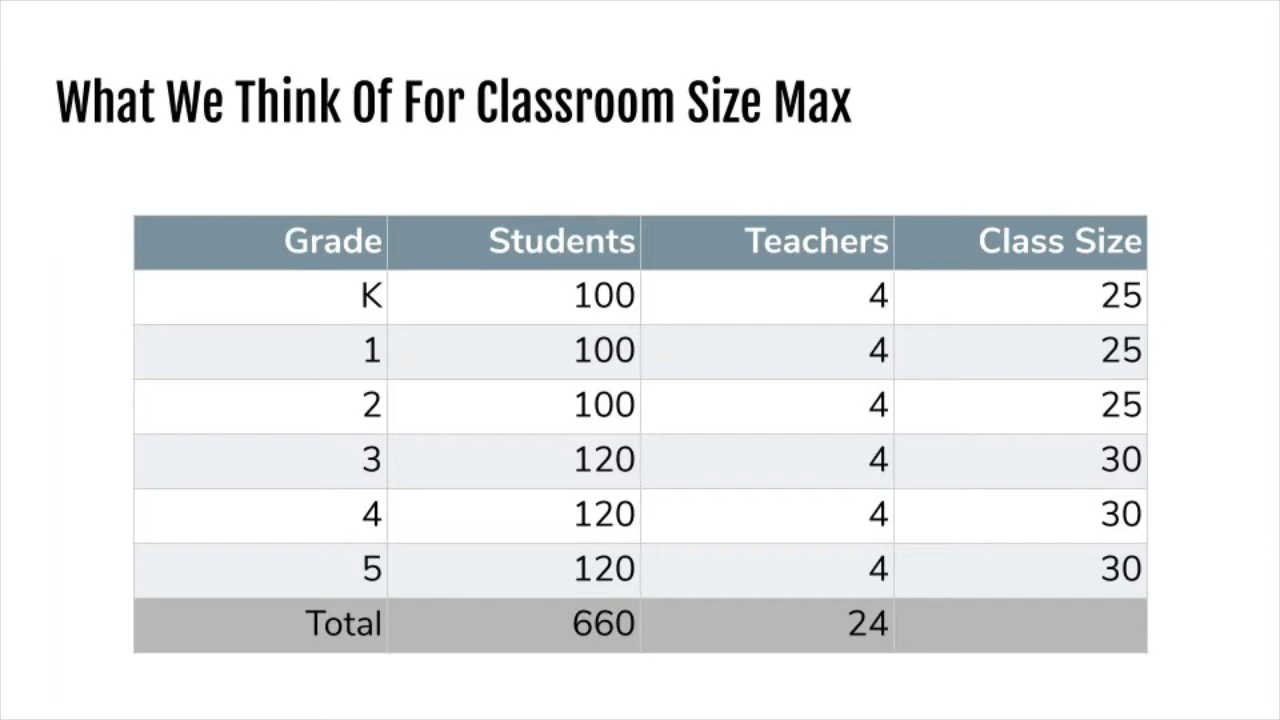 What We Think Of For Classroom Size Max
Grade Students Teachers Class Size
K 100 4 25
1 100 4 25
2 100 4 25
3 120 4 30
4 120 4 30
5 120 4 30
Total 660 24